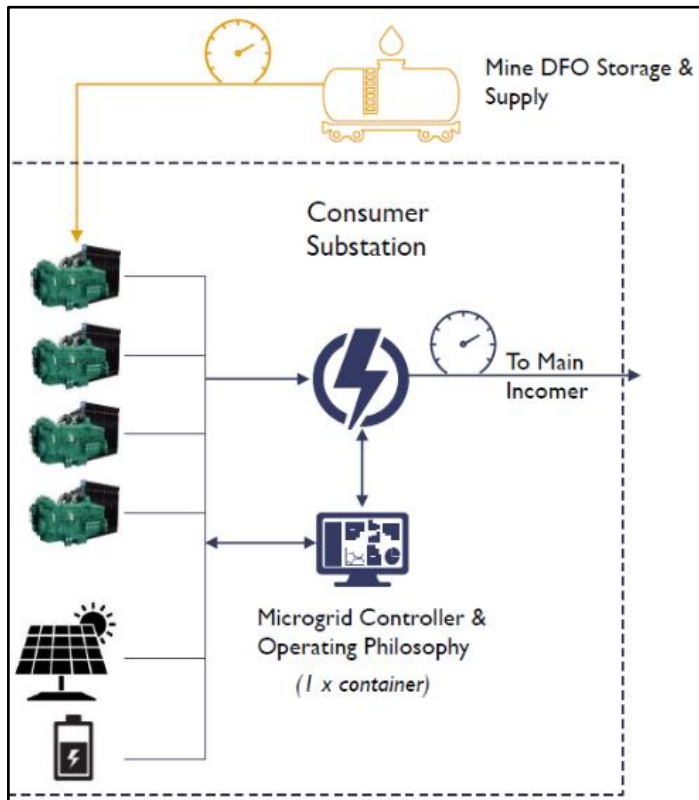 Mine DFO Storage &
Supply
Consumer
Substation
To Main
Incomer
Microgrid Controller &
Operating Philosophy
(1 x container)